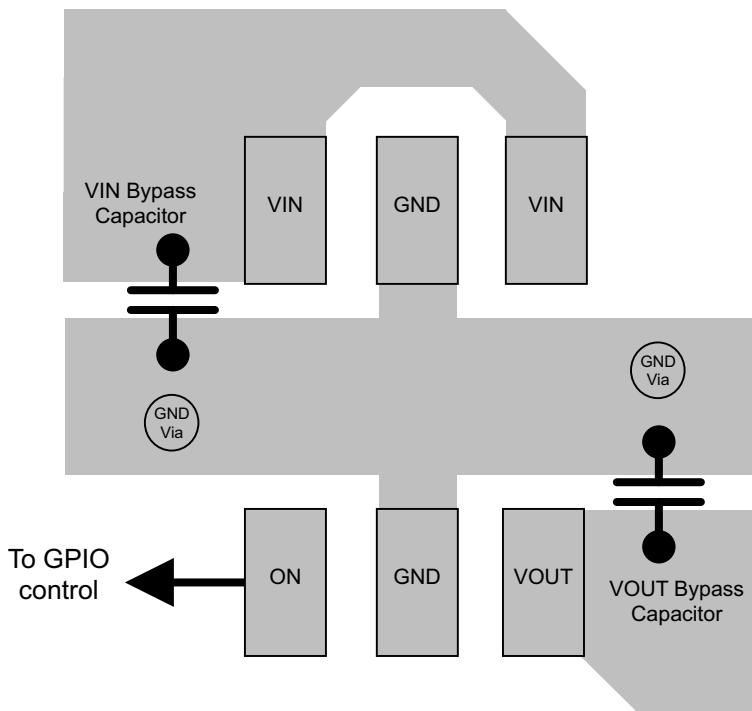 VIN Bypass
Capacitor
VIN
GND
VIN
GND
Via
GND
Via
To GPIO
control
ON
GND
VOUT
VOUT Bypass
Capacitor